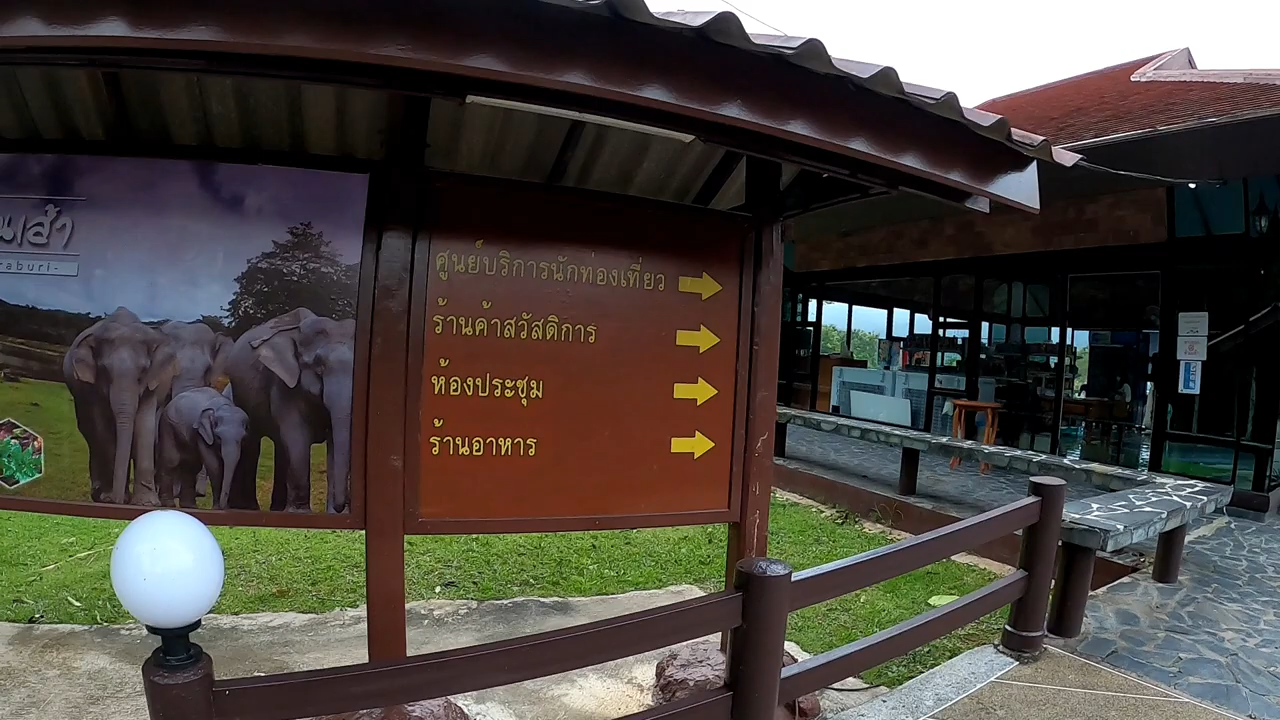 ศูนย์บริการนักท่องเที่ยว
ร้านค้าสวัสดิการ
ห้องประชุม
ร้านอาหาร